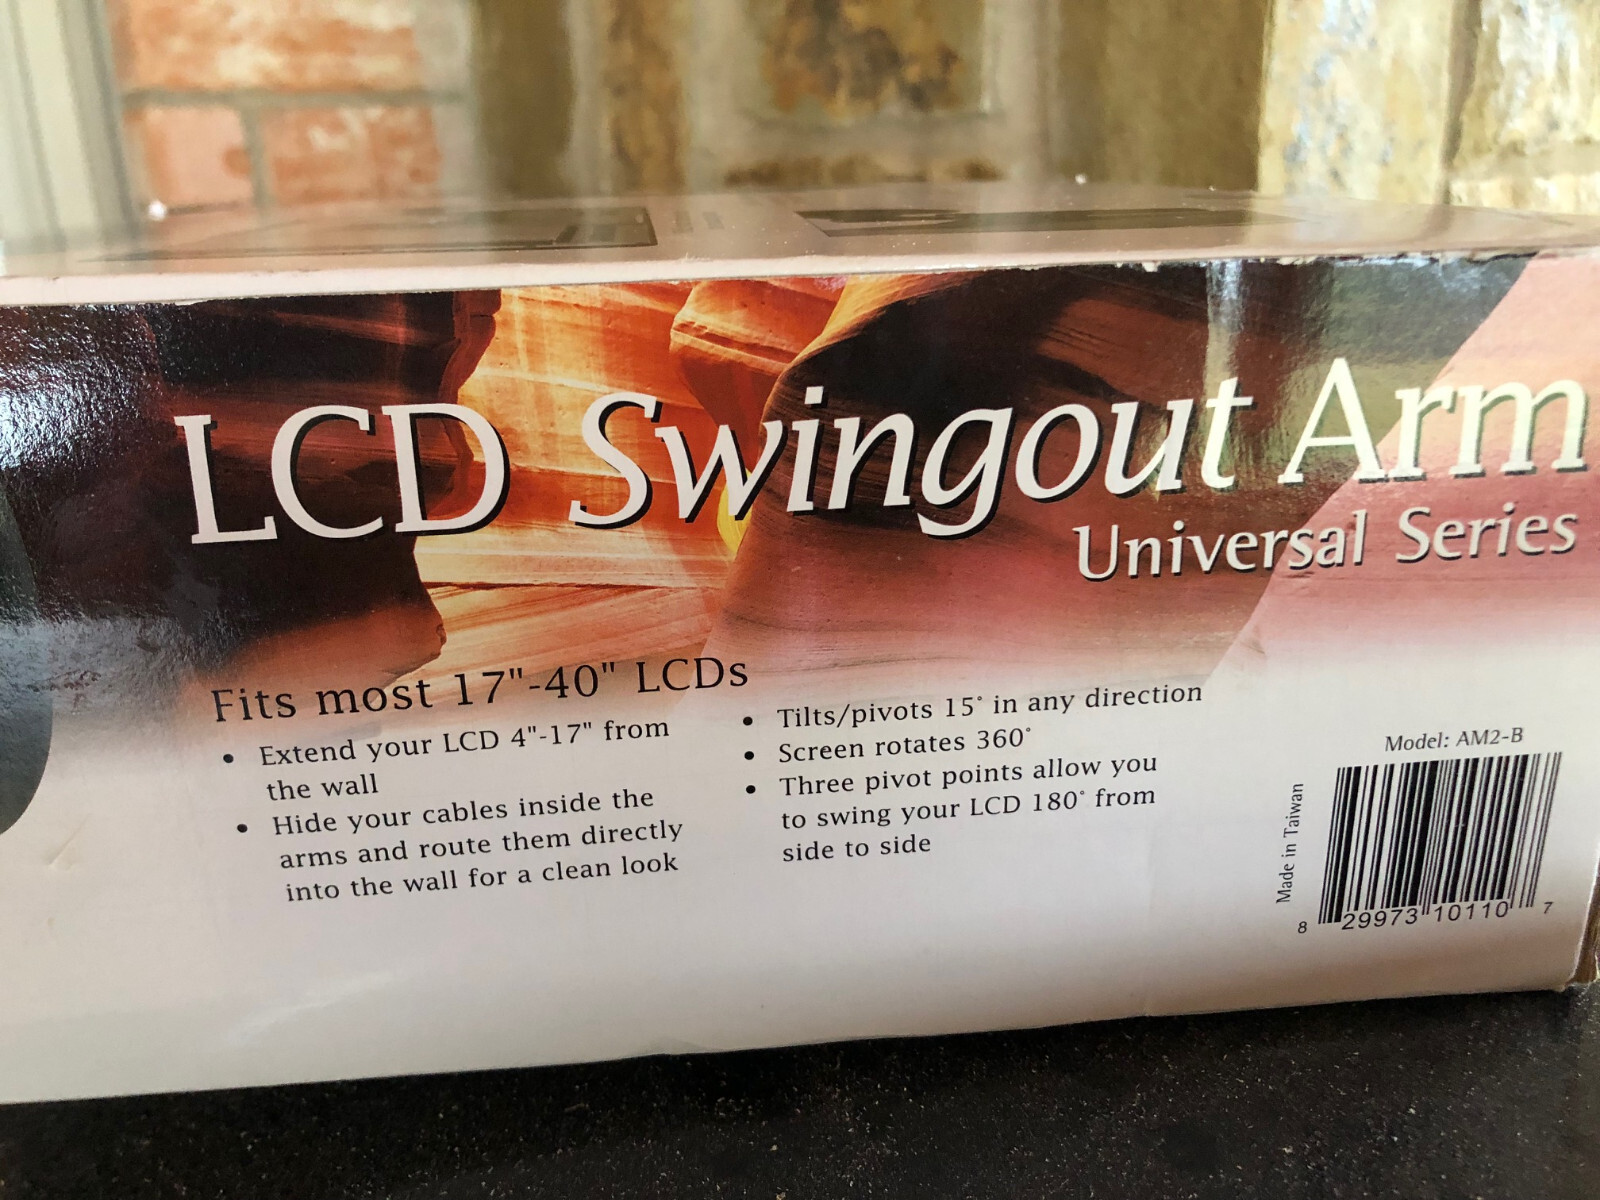 LCD Swingout Arm
Universal Series
Fits most 17"-40" LCDs
• Extend your LCD 4"-17" from
the wall
• Hide your cables inside the
arms and route them directly
into the wall for a clean look
• Tilts/pivots 15° in any direction
• Screen rotates 360°
• Three pivot points allow you
to swing your LCD 180° from
side to side
Model: AM2-B
Made in Taiwan
8 29973 10110 7